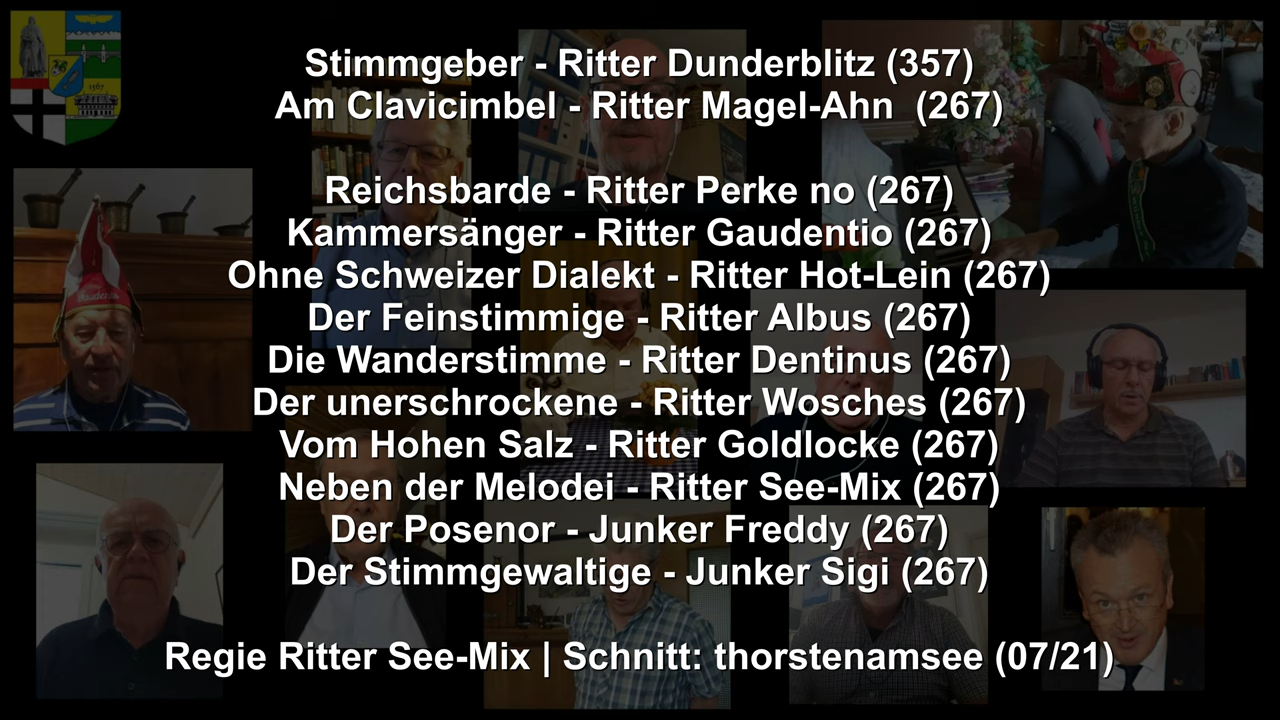 Stimmgeber - Ritter Dunderblitz (357)
Am Clavicimbel - Ritter Magel-Ahn (267)
Reichsbarde - Ritter Perke no (267)
Kammersänger - Ritter Gaudentio (267)
Ohne Schweizer Dialekt - Ritter Hot-Lein (267)
Der Feinstimmige - Ritter Albus (267)
Die Wanderstimme - Ritter Dentinus (267)
Der unerschrockene - Ritter Wosches (267)
Vom Hohen Salz - Ritter Goldlocke (267)
Neben der Melodei - Ritter See-Mix (267)
Der Posenor - Junker Freddy (267)
Der Stimmgewaltige - Junker Sigi (267)
Regie Ritter See-Mix | Schnitt: thorstenamsee (07/21)